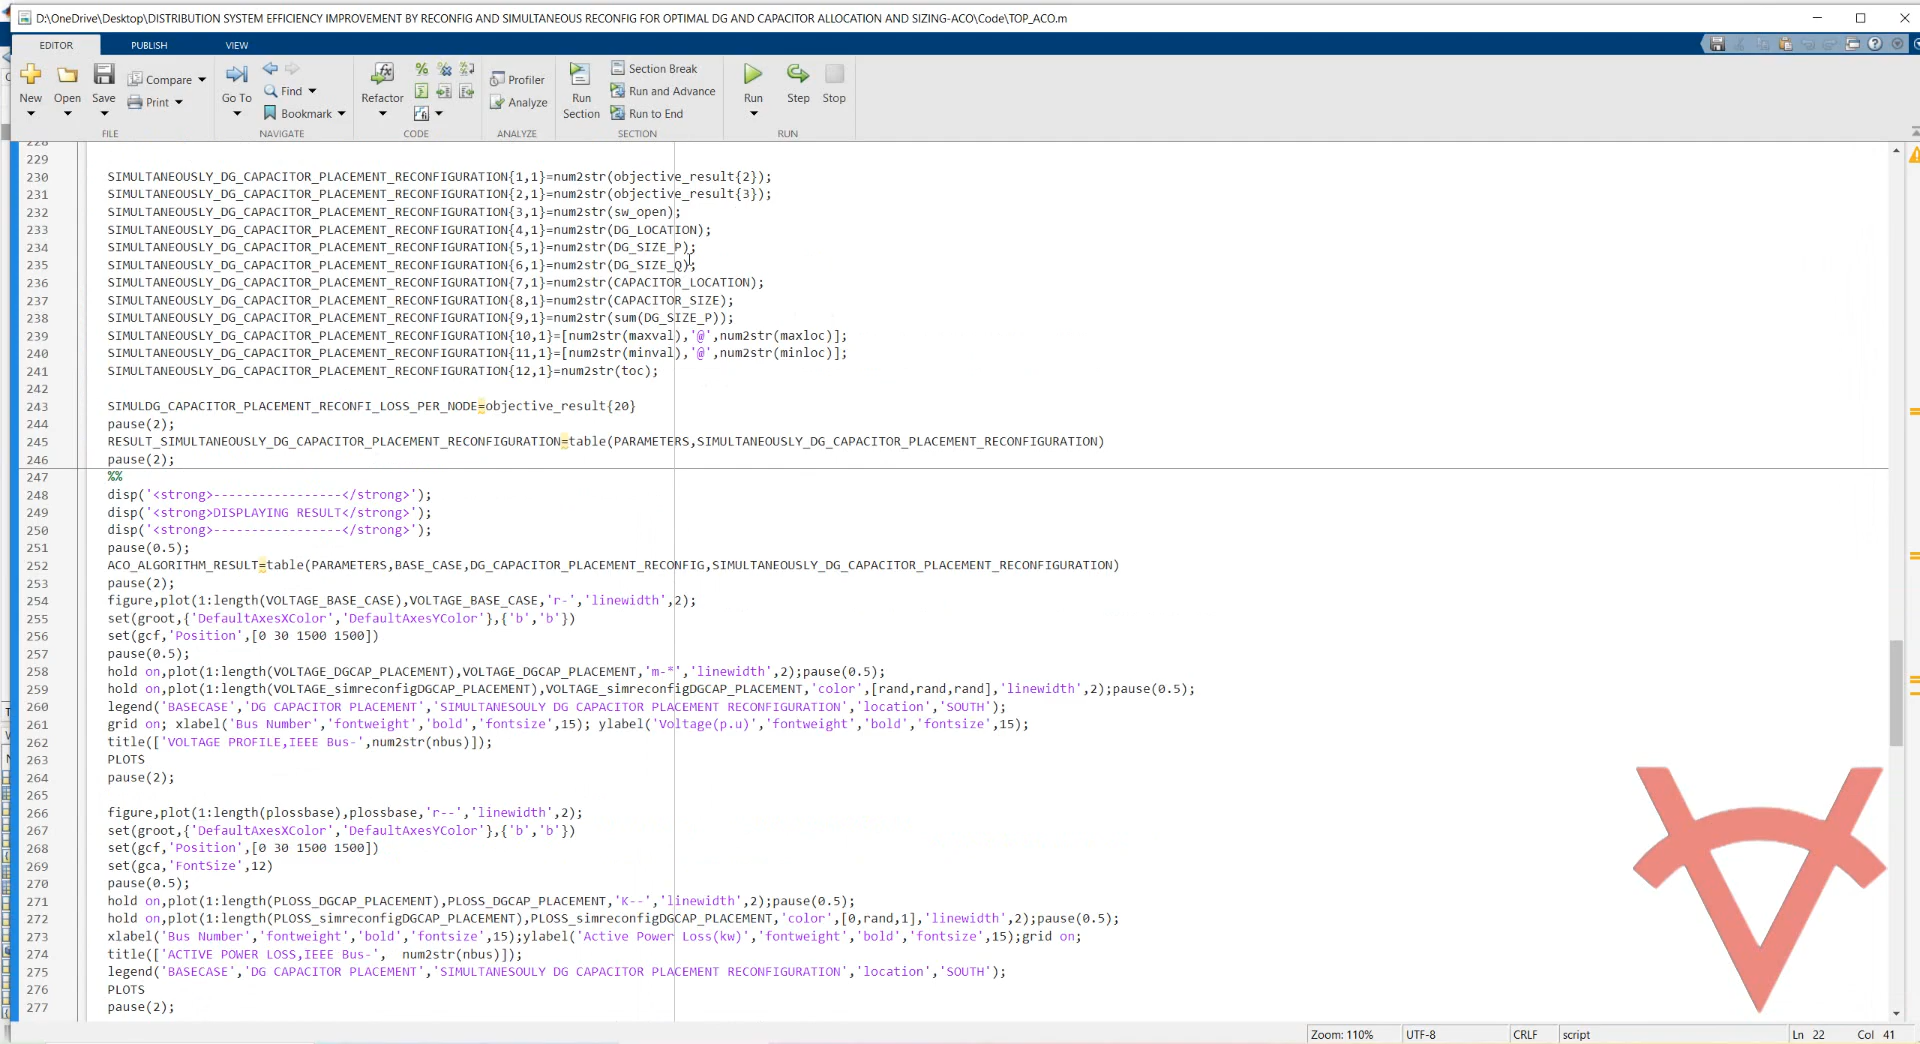 D:\OneDrive\Desktop\DISTRIBUTION SYSTEM EFFICIENCY IMPROVEMENT BY RECONFIG AND SIMULTANEOUS RECONFIG FOR OPTIMAL DG AND CAPACITOR ALLOCATION AND SIZING-ACO\Code\TOP_ACO.m
EDITOR PUBLISH VIEW
New Open Save Compare Print
Go To Find Bookmark
Refactor
Profiler Analyze
Run Section Section Break Run and Advance Run to End
Run Step Stop
FILE NAVIGATE CODE ANALYZE SECTION RUN
228
229
230 SIMULTANEOUSLY_DG_CAPACITOR_PLACEMENT_RECONFIGURATION{1,1}=num2str(objective_result{2});
231 SIMULTANEOUSLY_DG_CAPACITOR_PLACEMENT_RECONFIGURATION{2,1}=num2str(objective_result{3});
232 SIMULTANEOUSLY_DG_CAPACITOR_PLACEMENT_RECONFIGURATION{3,1}=num2str(sw_open);
233 SIMULTANEOUSLY_DG_CAPACITOR_PLACEMENT_RECONFIGURATION{4,1}=num2str(DG_LOCATION);
234 SIMULTANEOUSLY_DG_CAPACITOR_PLACEMENT_RECONFIGURATION{5,1}=num2str(DG_SIZE_P);
235 SIMULTANEOUSLY_DG_CAPACITOR_PLACEMENT_RECONFIGURATION{6,1}=num2str(DG_SIZE_Q);
236 SIMULTANEOUSLY_DG_CAPACITOR_PLACEMENT_RECONFIGURATION{7,1}=num2str(CAPACITOR_LOCATION);
237 SIMULTANEOUSLY_DG_CAPACITOR_PLACEMENT_RECONFIGURATION{8,1}=num2str(CAPACITOR_SIZE);
238 SIMULTANEOUSLY_DG_CAPACITOR_PLACEMENT_RECONFIGURATION{9,1}=num2str(sum(DG_SIZE_P));
239 SIMULTANEOUSLY_DG_CAPACITOR_PLACEMENT_RECONFIGURATION{10,1}=[num2str(maxval),'@',num2str(maxloc)];
240 SIMULTANEOUSLY_DG_CAPACITOR_PLACEMENT_RECONFIGURATION{11,1}=[num2str(minval),'@',num2str(minloc)];
241 SIMULTANEOUSLY_DG_CAPACITOR_PLACEMENT_RECONFIGURATION{12,1}=num2str(toc);
242
243 SIMULDG_CAPACITOR_PLACEMENT_RECONFI_LOSS_PER_NODE=objective_result{20}
244 pause(2);
245 RESULT_SIMULTANEOUSLY_DG_CAPACITOR_PLACEMENT_RECONFIGURATION=table(PARAMETERS,SIMULTANEOUSLY_DG_CAPACITOR_PLACEMENT_RECONFIGURATION)
246 pause(2);
247 %%
248 disp('<strong>-----------------</strong>');
249 disp('<strong>DISPLAYING RESULT</strong>');
250 disp('<strong>-----------------</strong>');
251 pause(0.5);
252 ACO_ALGORITHM_RESULT=table(PARAMETERS,BASE_CASE,DG_CAPACITOR_PLACEMENT_RECONFIG,SIMULTANEOUSLY_DG_CAPACITOR_PLACEMENT_RECONFIGURATION)
253 pause(2);
254 figure,plot(1:length(VOLTAGE_BASE_CASE),VOLTAGE_BASE_CASE,'r-','linewidth',2);
255 set(groot,{'DefaultAxesXColor','DefaultAxesYColor'},{'b','b'})
256 set(gcf,'Position',[0 30 1500 1500])
257 pause(0.5);
258 hold on,plot(1:length(VOLTAGE_DGCAP_PLACEMENT),VOLTAGE_DGCAP_PLACEMENT,'m-*','linewidth',2);pause(0.5);
259 hold on,plot(1:length(VOLTAGE_simreconfigDGCAP_PLACEMENT),VOLTAGE_simreconfigDGCAP_PLACEMENT,'color',[rand,rand,rand],'linewidth',2);pause(0.5);
260 legend('BASECASE','DG CAPACITOR PLACEMENT','SIMULTANESOULY DG CAPACITOR PLACEMENT RECONFIGURATION','location','SOUTH');
261 grid on; xlabel('Bus Number','fontweight','bold','fontsize',15); ylabel('Voltage(p.u)','fontweight','bold','fontsize',15);
262 title(['VOLTAGE PROFILE,IEEE Bus-',num2str(nbus)]);
263 PLOTS
264 pause(2);
265
266 figure,plot(1:length(plossbase),plossbase,'r--','linewidth',2);
267 set(groot,{'DefaultAxesXColor','DefaultAxesYColor'},{'b','b'})
268 set(gcf,'Position',[0 30 1500 1500])
269 set(gca,'FontSize',12)
270 pause(0.5);
271 hold on,plot(1:length(PLOSS_DGCAP_PLACEMENT),PLOSS_DGCAP_PLACEMENT,'K--','linewidth',2);pause(0.5);
272 hold on,plot(1:length(PLOSS_simreconfigDGCAP_PLACEMENT),PLOSS_simreconfigDGCAP_PLACEMENT,'color',[0,rand,1],'linewidth',2);pause(0.5);
273 xlabel('Bus Number','fontweight','bold','fontsize',15);ylabel('Active Power Loss(kw)','fontweight','bold','fontsize',15);grid on;
274 title(['ACTIVE POWER LOSS,IEEE Bus-',  num2str(nbus)]);
275 legend('BASECASE','DG CAPACITOR PLACEMENT','SIMULTANESOULY DG CAPACITOR PLACEMENT RECONFIGURATION','location','SOUTH');
276 PLOTS
277 pause(2);
Zoom: 110% UTF-8 CRLF script Ln 22 Col 41